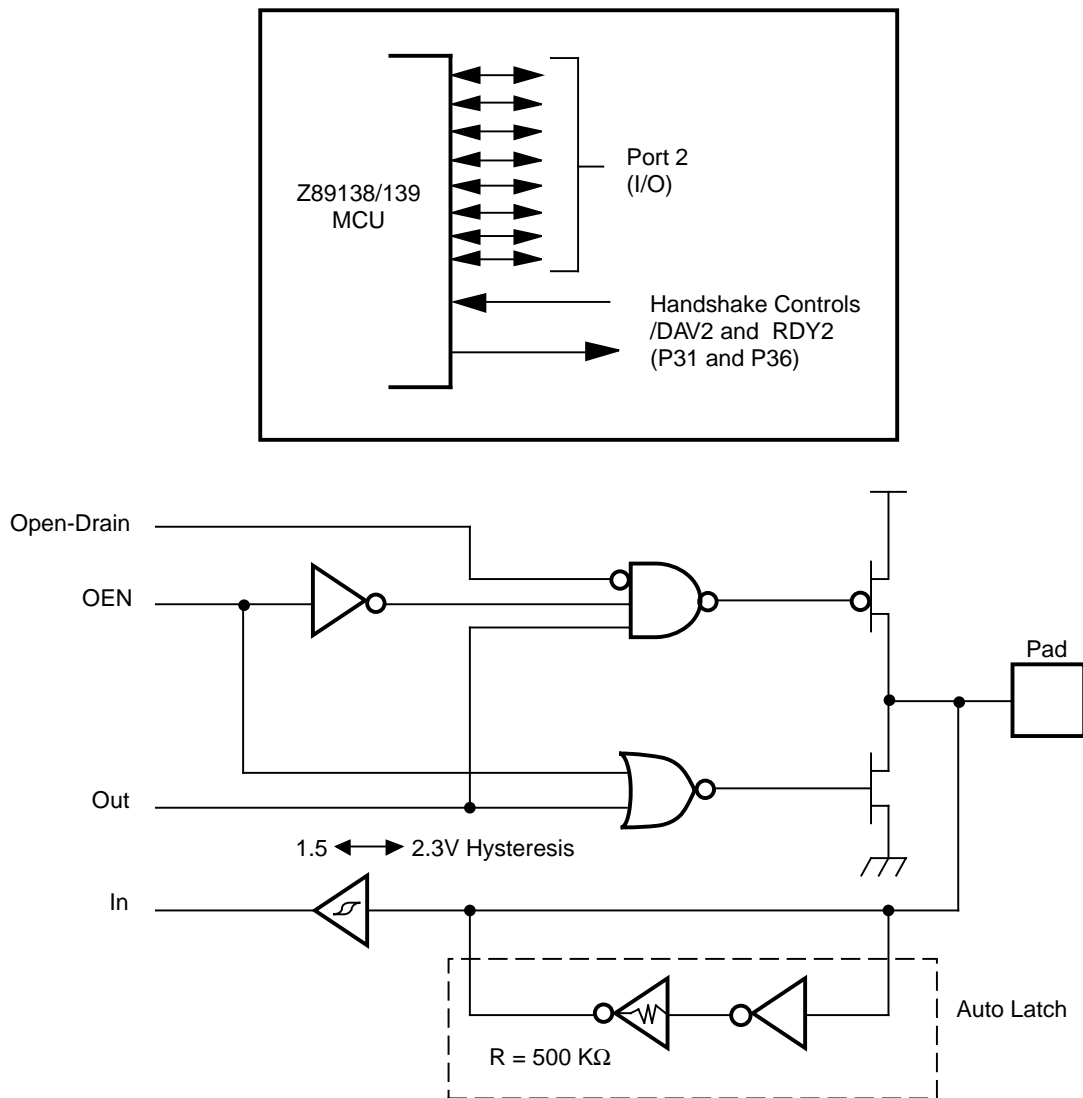 Port 2
(I/O)
Z89138/139
MCU
Handshake Controls
/DAV2 and RDY2
(P31 and P36)
Open-Drain
OEN
Pad
Out
1.5 2.3V Hysteresis
In
Auto Latch
R = 500 KΩ